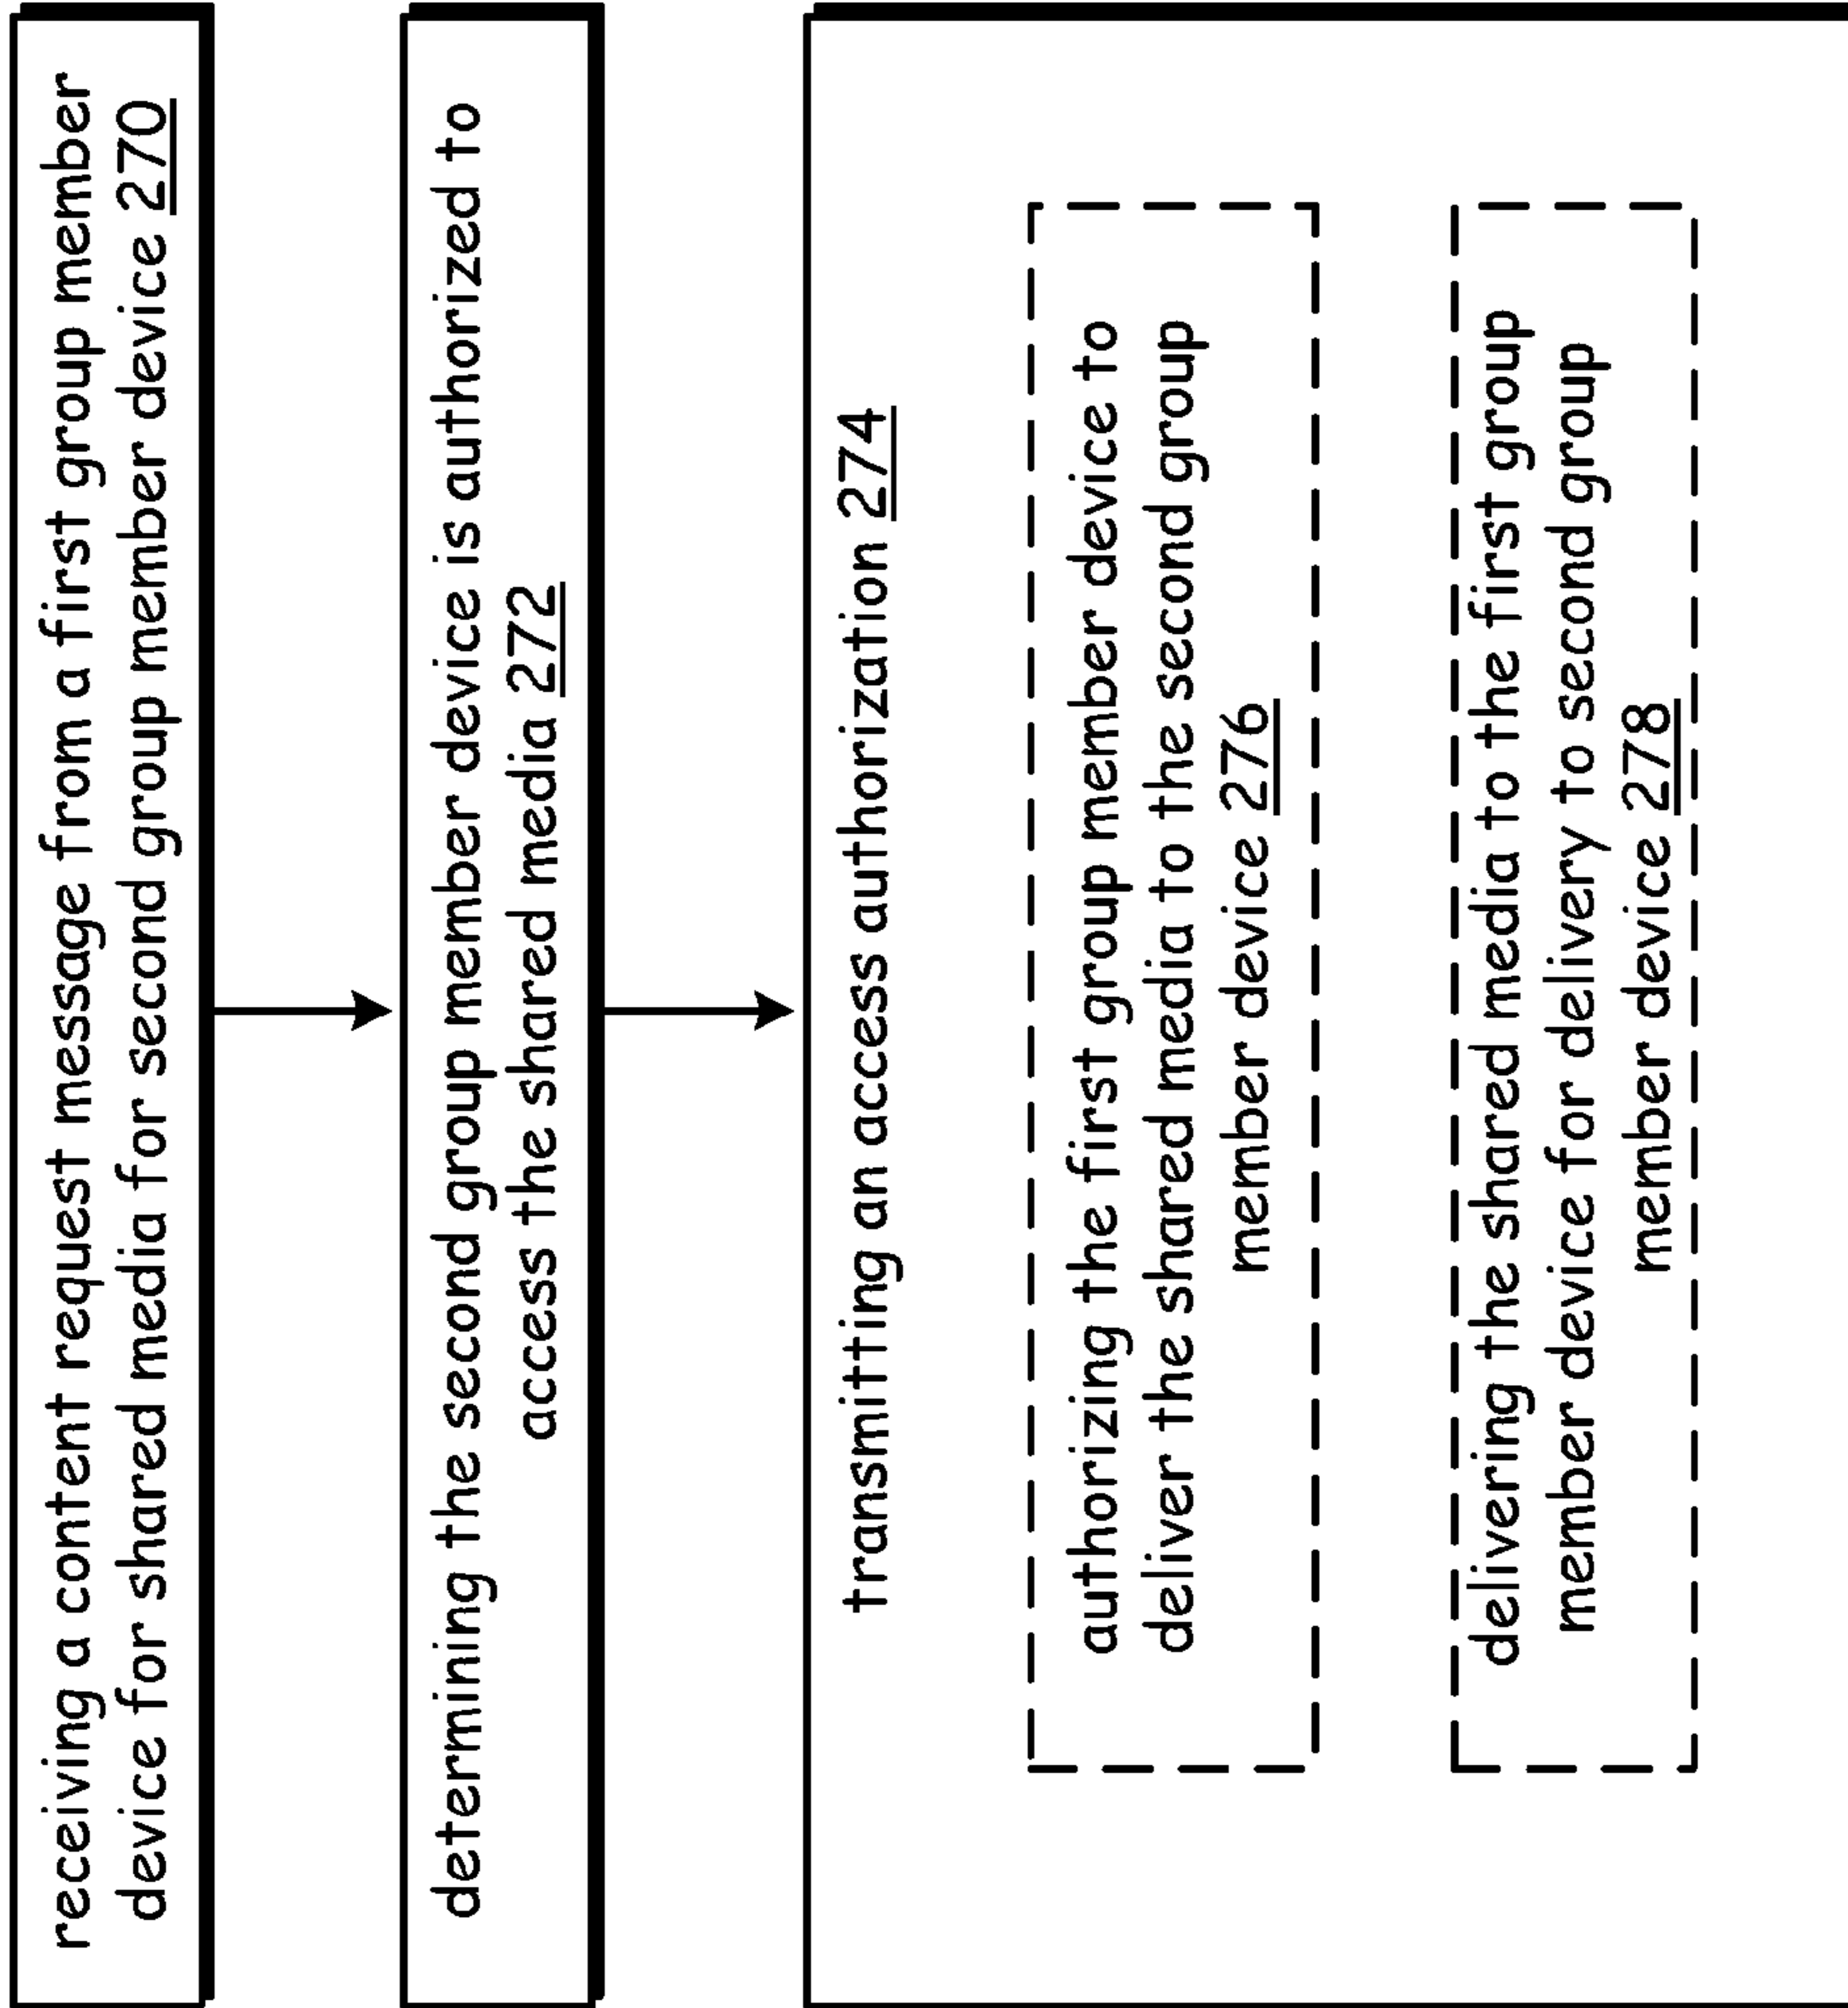 receiving a content request message from a first group member
device for shared media for second group member device 270
determining the second group member device is authorized to
access the shared media 272
transmitting an access authorization 274
authorizing the first group member device to
deliver the shared media to the second group
member device 276
delivering the shared media to the first group
member device for delivery to second group
member device 278